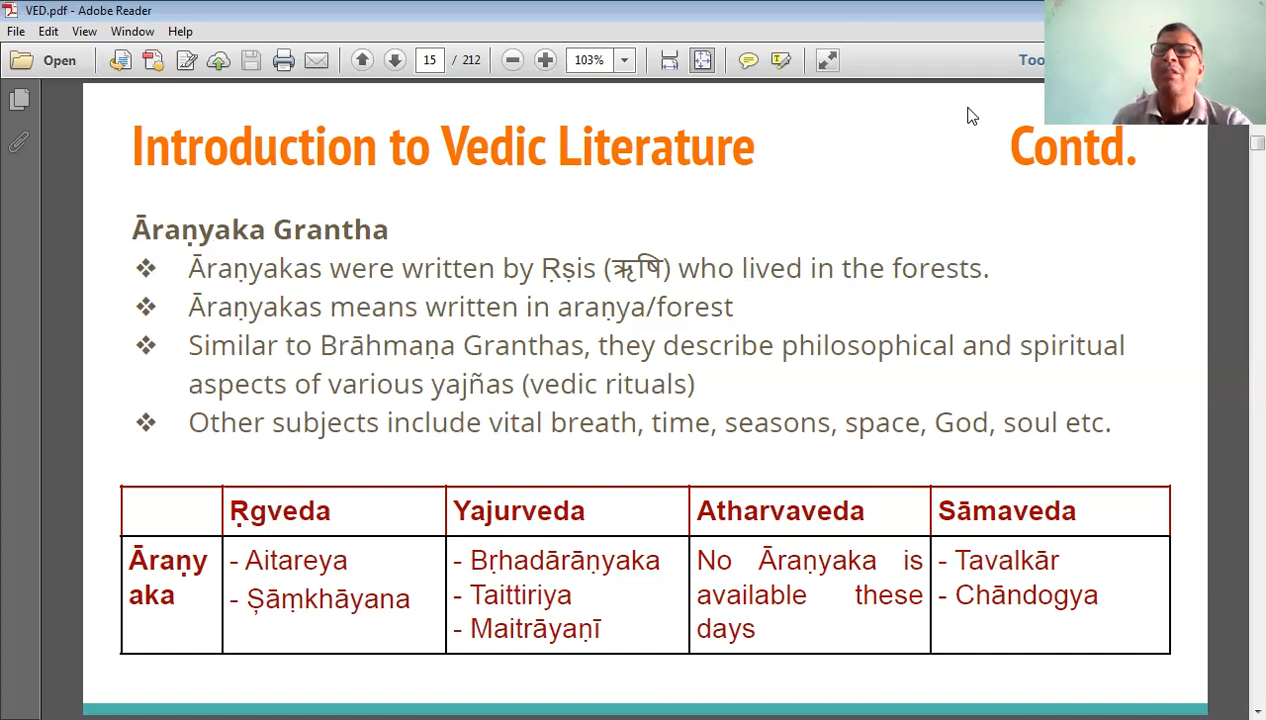 VED.pdf - Adobe Reader
File Edit View Window Help
Open 15 / 212 103% Too
Introduction to Vedic Literature Contd.
Āraṇyaka Grantha
❖ Āraṇyakas were written by Ṛṣis (ऋषि) who lived in the forests.
❖ Āraṇyakas means written in araṇya/forest
❖ Similar to Brāhmaṇa Granthas, they describe philosophical and spiritual
aspects of various yajñas (vedic rituals)
❖ Other subjects include vital breath, time, seasons, space, God, soul etc.
Ṛgveda Yajurveda Atharvaveda Sāmaveda
Āraṇy - Aitareya - Bṛhadārāṇyaka No Āraṇyaka is - Tavalkār
aka - Ṣāṃkhāyana - Taittiriya available these - Chāndogya
- Maitrāyaṇī days